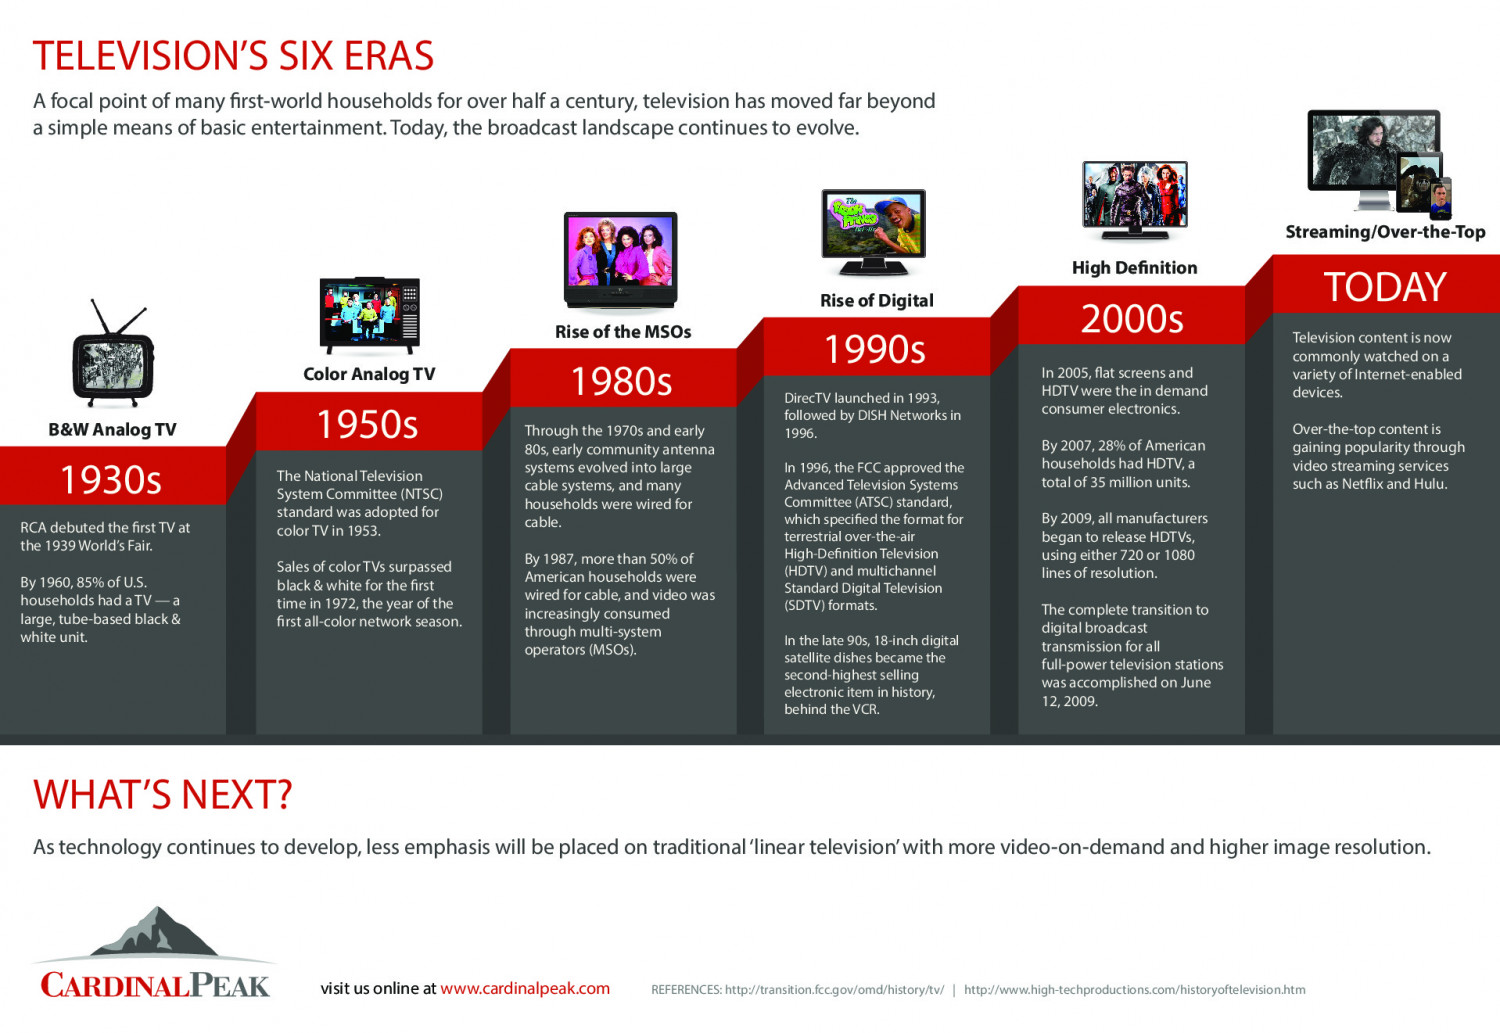 TELEVISION'S SIX ERAS
A focal point of many first-world households for over half a century, television has moved far beyond
a simple means of basic entertainment. Today, the broadcast landscape continues to evolve.
B&W Analog TV
1930s
RCA debuted the first TV at
the 1939 World's Fair.
By 1960, 85% of U.S.
households had a TV — a
large, tube-based black &
white unit.
Color Analog TV
1950s
The National Television
System Committee (NTSC)
standard was adopted for
color TV in 1953.
Sales of color TVs surpassed
black & white for the first
time in 1972, the year of the
first all-color network season.
Rise of the MSOs
1980s
Through the 1970s and early
80s, early community antenna
systems evolved into large
cable systems, and many
households were wired for
cable.
By 1987, more than 50% of
American households were
wired for cable, and video was
increasingly consumed
through multi-system
operators (MSOs).
The
Fresh
Prince
Bel-Air
Rise of Digital
1990s
DirecTV launched in 1993,
followed by DISH Networks in
1996.
In 1996, the FCC approved the
Advanced Television Systems
Committee (ATSC) standard,
which specified the format for
terrestrial over-the-air
High-Definition Television
(HDTV) and multichannel
Standard Digital Television
(SDTV) formats.
In the late 90s, 18-inch digital
satellite dishes became the
second-highest selling
electronic item in history,
behind the VCR.
High Definition
2000s
In 2005, flat screens and
HDTV were the in demand
consumer electronics.
By 2007, 28% of American
households had HDTV, a
total of 35 million units.
By 2009, all manufacturers
began to release HDTVs,
using either 720 or 1080
lines of resolution.
The complete transition to
digital broadcast
transmission for all
full-power television stations
was accomplished on June
12, 2009.
Streaming/Over-the-Top
TODAY
Television content is now
commonly watched on a
variety of Internet-enabled
devices.
Over-the-top content is
gaining popularity through
video streaming services
such as Netflix and Hulu.
WHAT'S NEXT?
As technology continues to develop, less emphasis will be placed on traditional 'linear television' with more video-on-demand and higher image resolution.
CARDINALPEAK
visit us online at www.cardinalpeak.com
REFERENCES: http://transition.fcc.gov/omd/history/tv/ | http://www.high-techproductions.com/historyoftelevision.htm